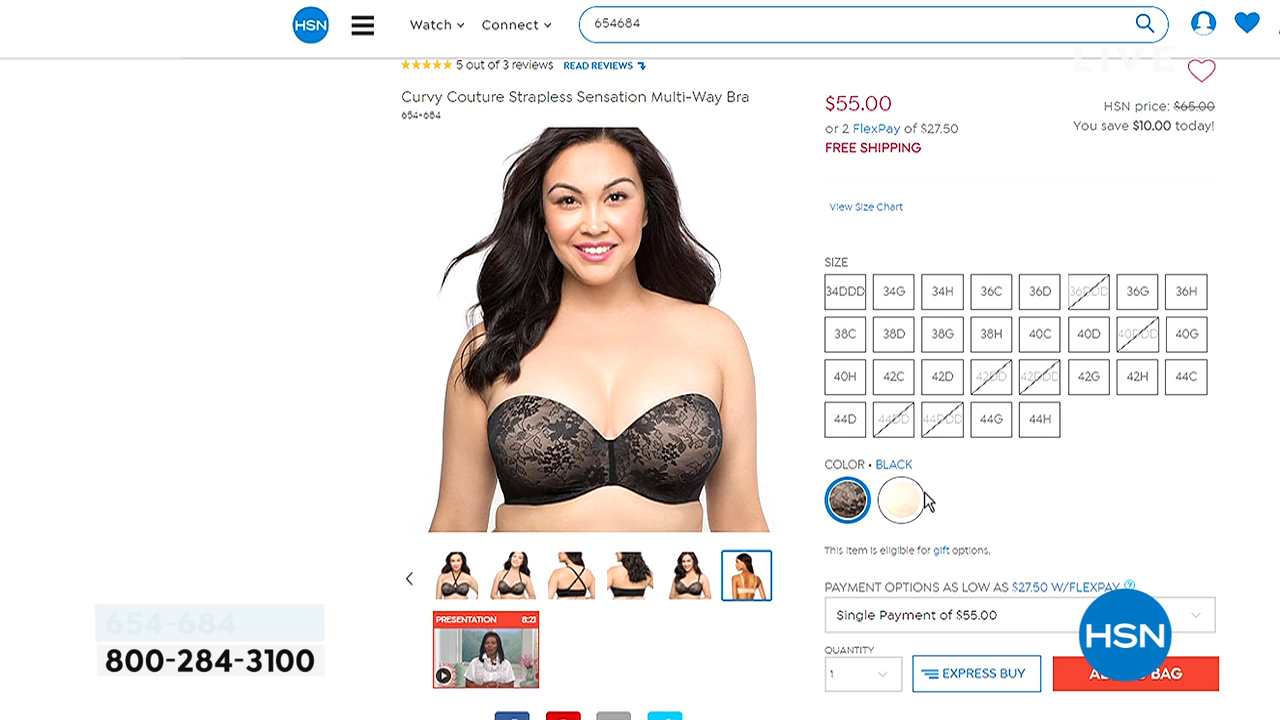 HSN
Watch
Connect
654684
LIVE
5 out of 3 reviews
READ REVIEWS
Curvy Couture Strapless Sensation Multi-Way Bra
654-684
$55.00
HSN price: $65.00
or 2 FlexPay of $27.50
You save $10.00 today!
FREE SHIPPING
View Size Chart
SIZE
34DDD 34G 34H 36C 36D 36DDD 36G 36H
38C 38D 38G 38H 40C 40D 40DDD 40G
40H 42C 42D 42DD 42DDD 42G 42H 44C
44D 44DD 44DDD 44G 44H
COLOR • BLACK
This item is eligible for gift options.
PAYMENT OPTIONS AS LOW AS $27.50 W/FLEXPAY ?
Single Payment of $55.00
PRESENTATION 8:21
654-684
800-284-3100
HSN
QUANTITY
1
EXPRESS BUY
BAG